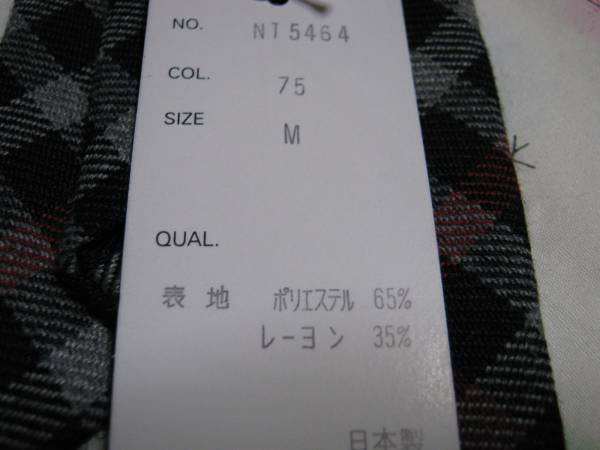 NO. NT5464
COL. 75
SIZE M
QUAL.
表地 ポリエステル 65%
レーヨン 35%
日本製